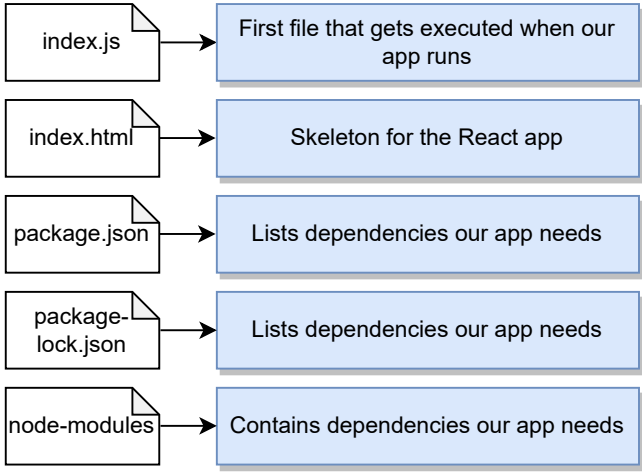 index.js
First file that gets executed when our
app runs
index.html
Skeleton for the React app
package.json
Lists dependencies our app needs
package-
lock.json
Lists dependencies our app needs
node-modules
Contains dependencies our app needs